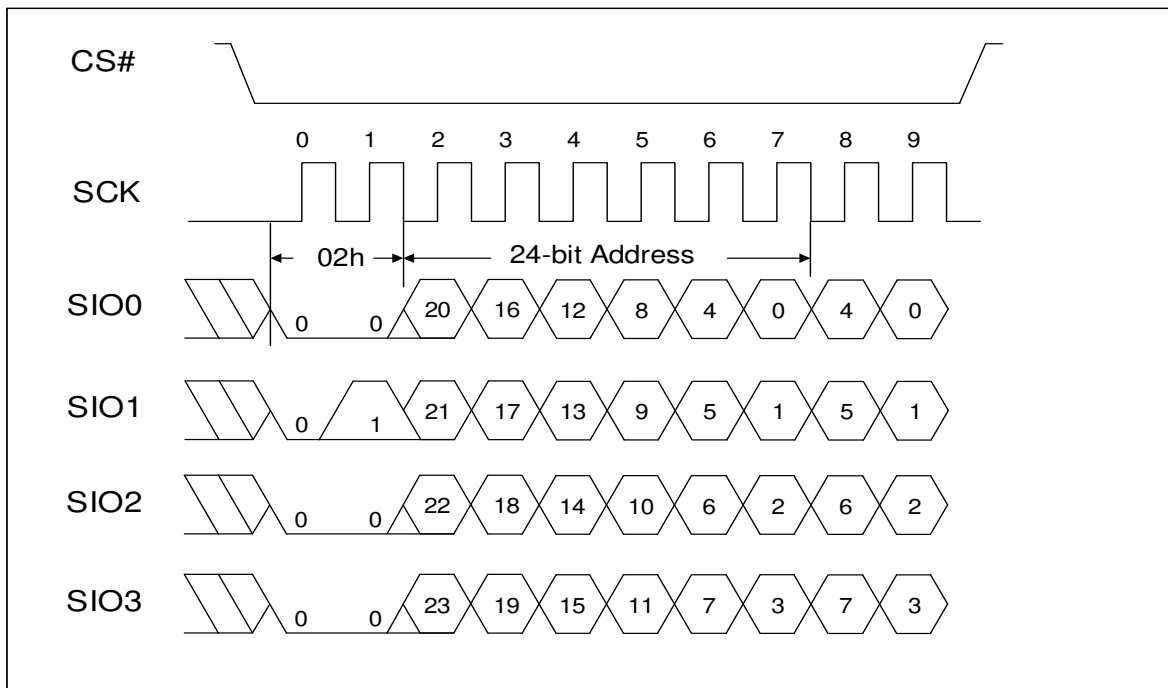 CS#
0 1 2 3 4 5 6 7 8 9
SCK
02h 24-bit Address
SIO0 0 0 20 16 12 8 4 0 4 0
SIO1 0 1 21 17 13 9 5 1 5 1
SIO2 0 0 22 18 14 10 6 2 6 2
SIO3 0 0 23 19 15 11 7 3 7 3